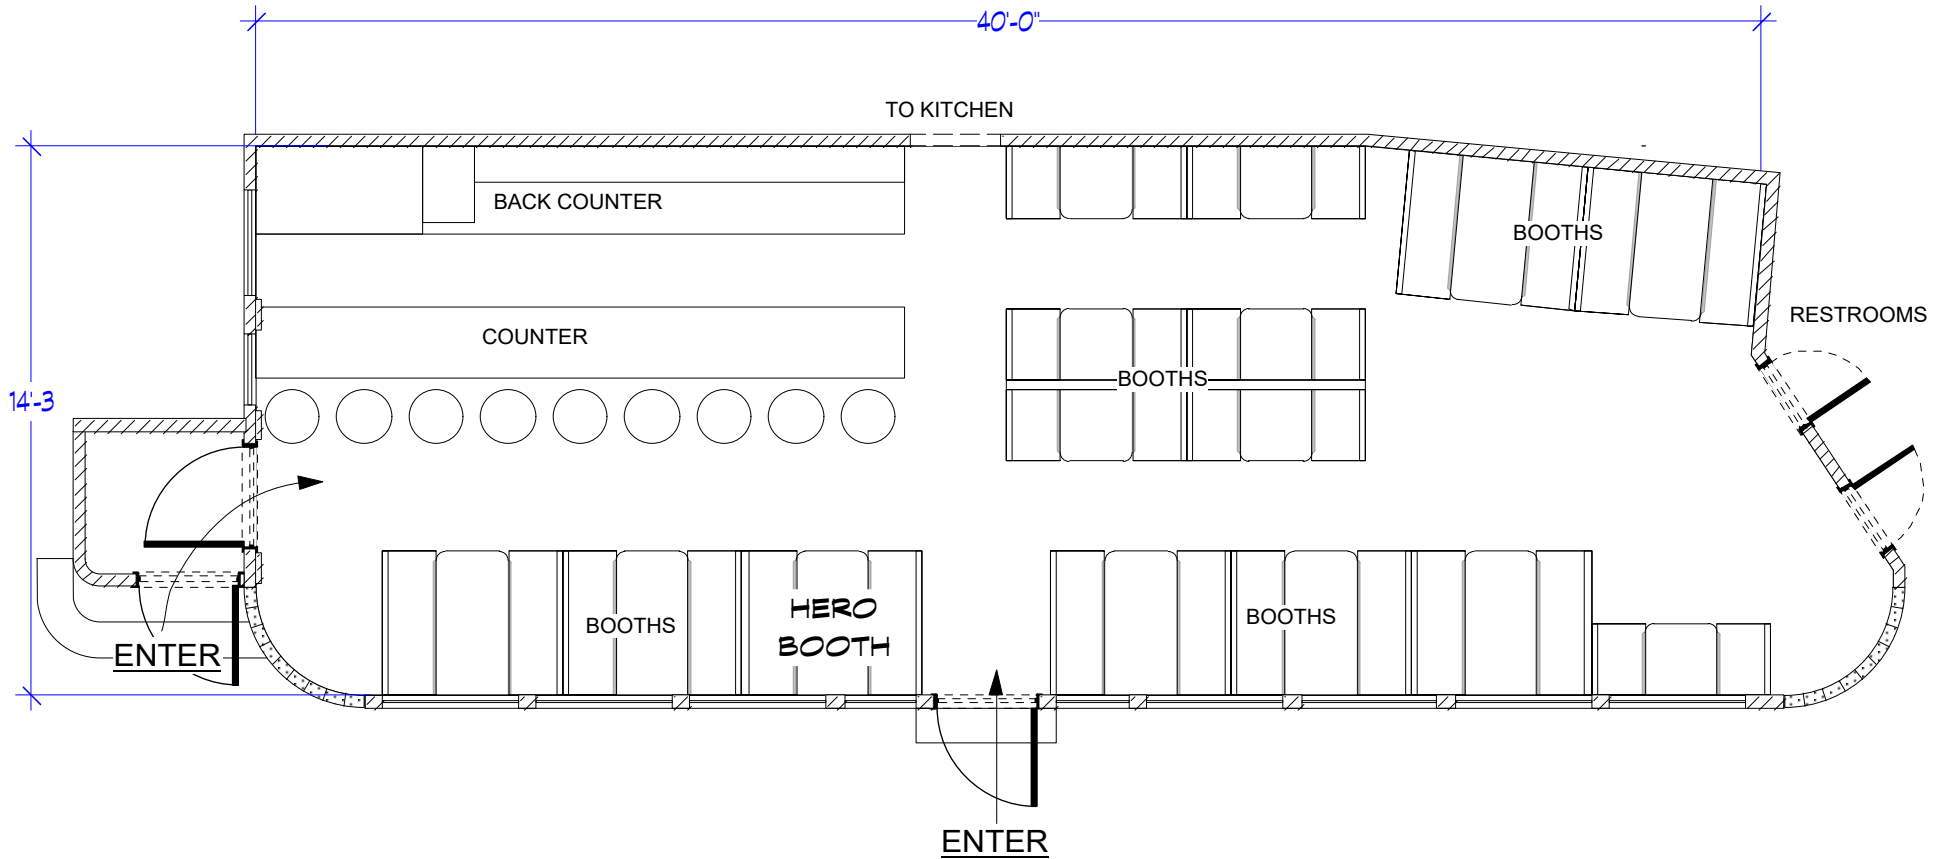 40'-0"
TO KITCHEN
BACK COUNTER
BOOTHS
RESTROOMS
COUNTER
BOOTHS
14'-3
HERO
BOOTH
BOOTHS
BOOTHS
ENTER
ENTER